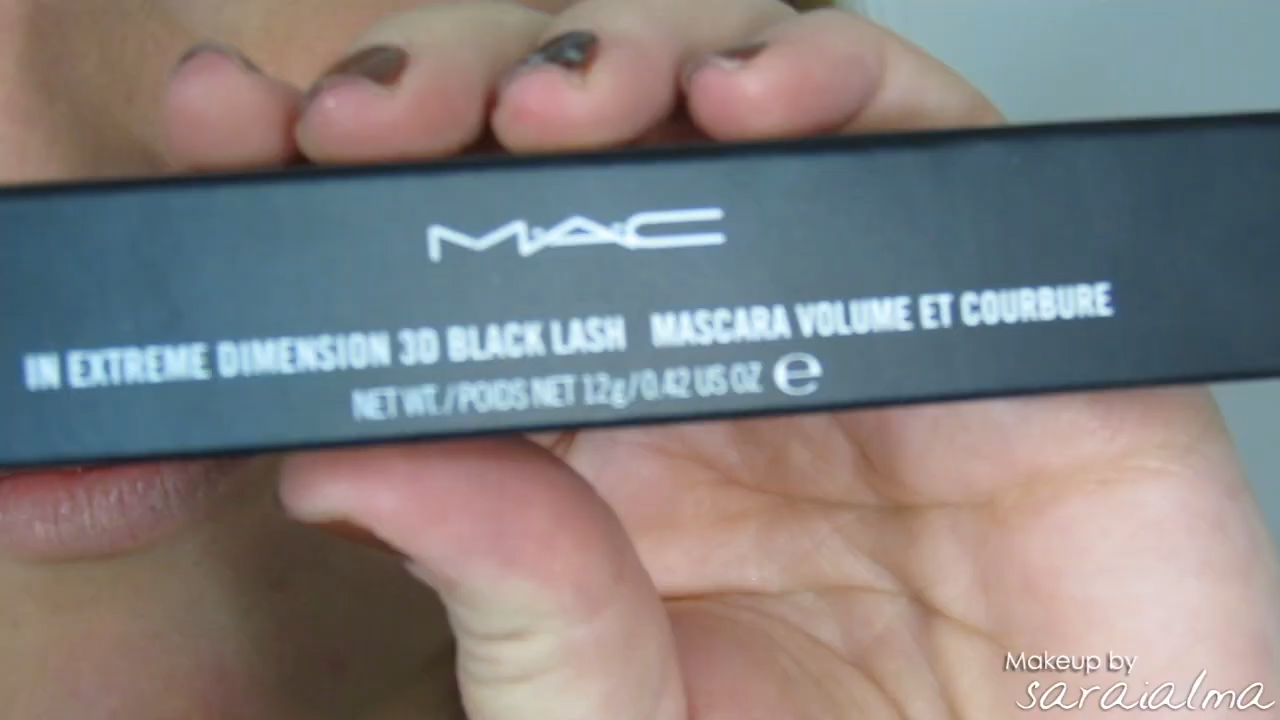 MAC
IN EXTREME DIMENSION 3D BLACK LASH MASCARA VOLUME ET COURBURE
NET WT./POIDS NET 12g/0.42 US OZ e
Makeup by
saraialma